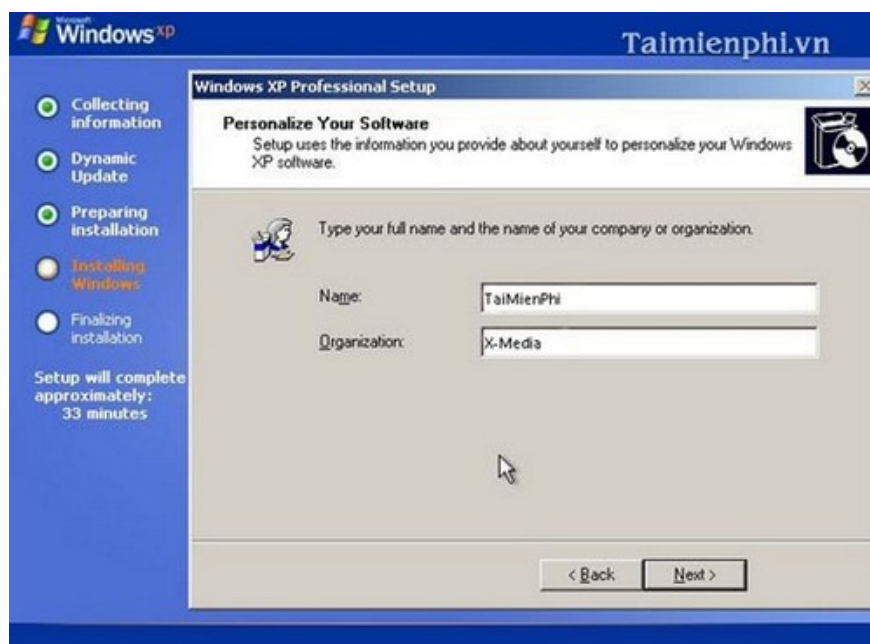 Microsoft
Windows xp
Taimienphi.vn
Collecting
information
Dynamic
Update
Preparing
installation
Installing
Windows
Finalizing
installation
Setup will complete
approximately:
33 minutes
Windows XP Professional Setup
Personalize Your Software
Setup uses the information you provide about yourself to personalize your Windows
XP software.
Type your full name and the name of your company or organization.
Name:
TaiMienPhi
Organization:
X-Media
< Back
Next >